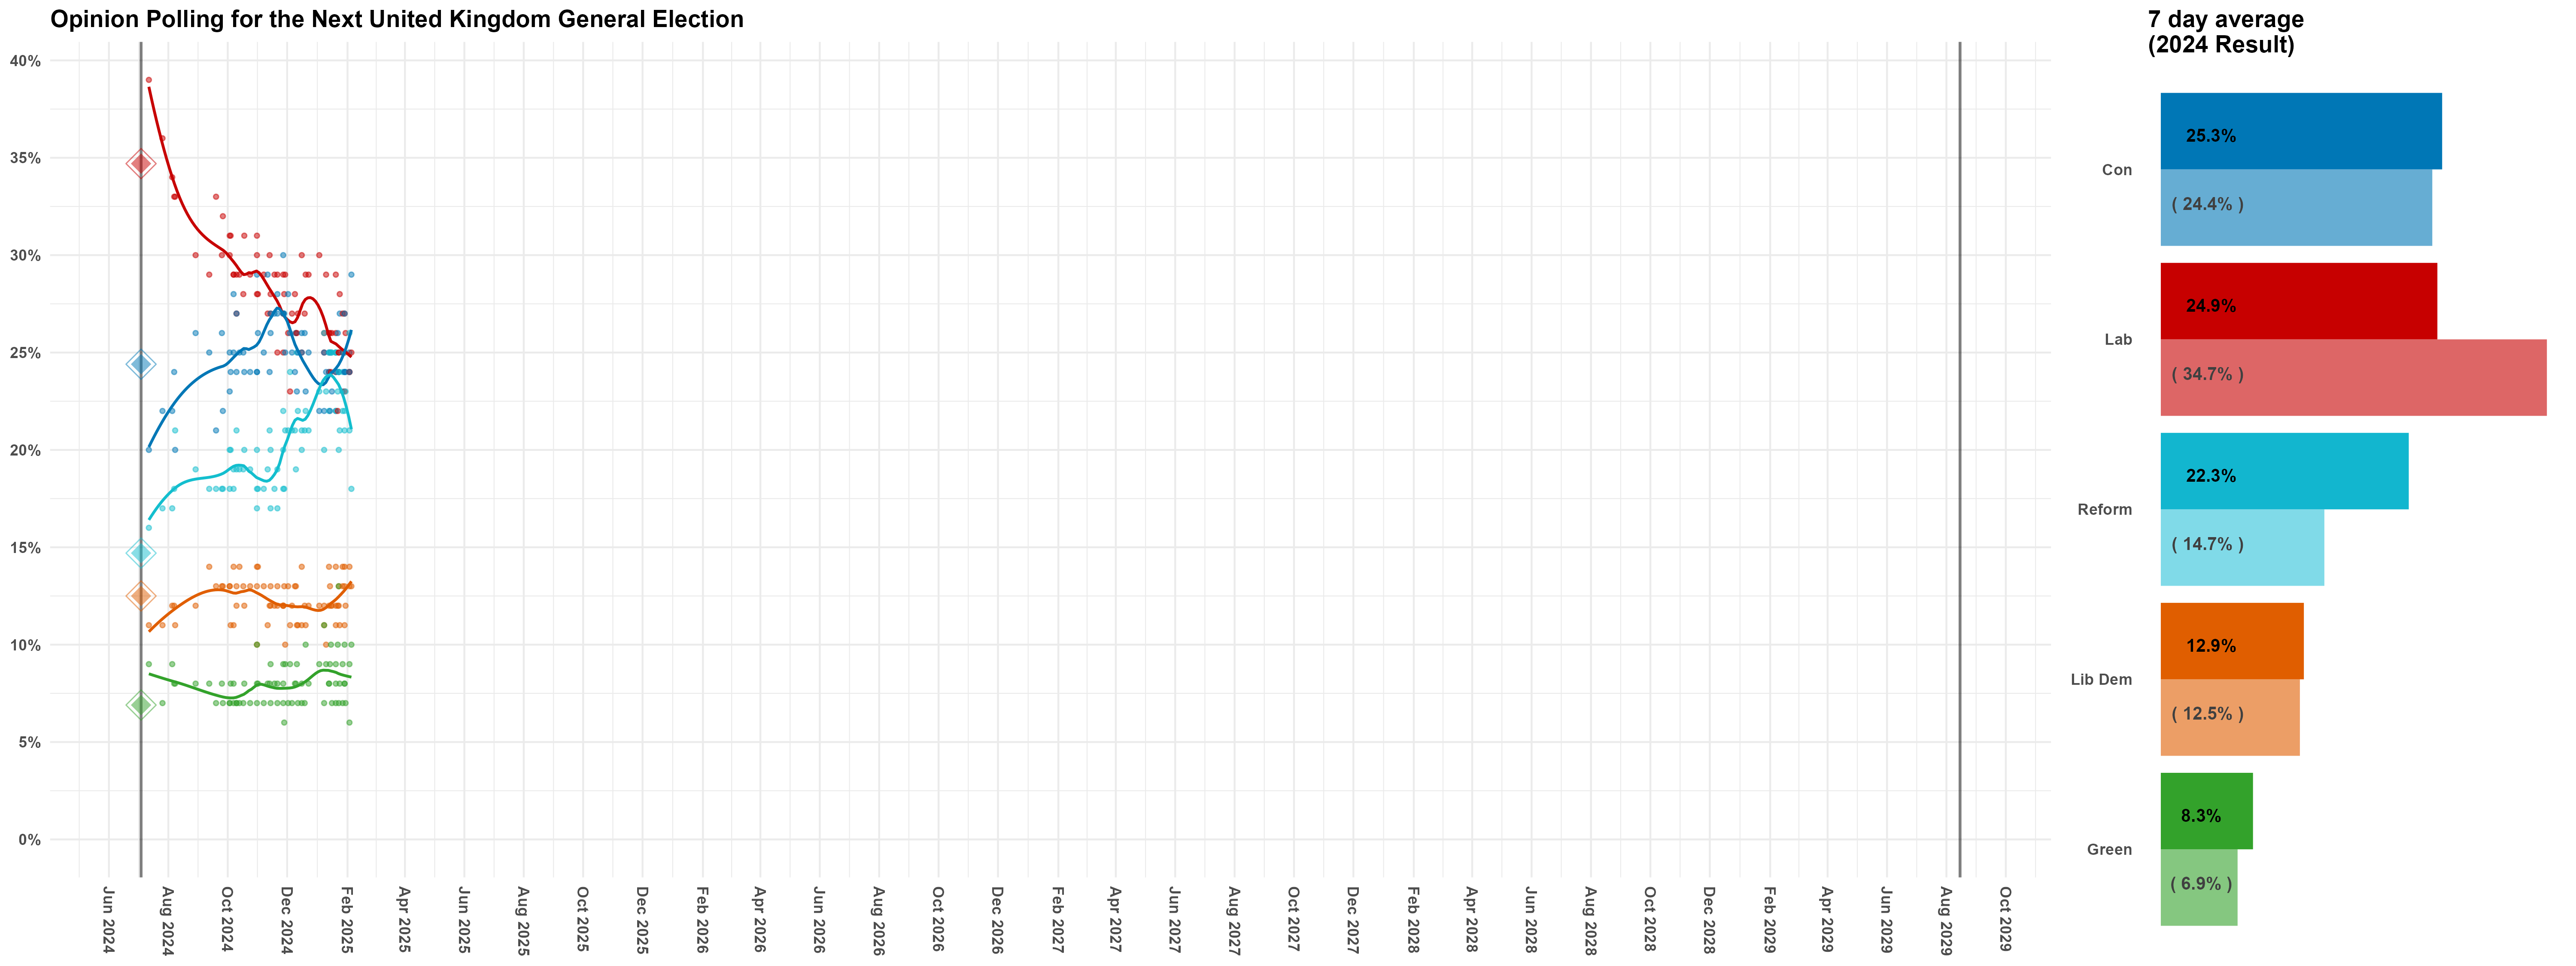 Opinion Polling for the Next United Kingdom General Election
40%
35%
30%
25%
20%
15%
10%
5%
0%
Jun 2024
Aug 2024
Oct 2024
Dec 2024
Feb 2025
Apr 2025
Jun 2025
Aug 2025
Oct 2025
Dec 2025
Feb 2026
Apr 2026
Jun 2026
Aug 2026
Oct 2026
Dec 2026
Feb 2027
Apr 2027
Jun 2027
Aug 2027
Oct 2027
Dec 2027
Feb 2028
Apr 2028
Jun 2028
Aug 2028
Oct 2028
Dec 2028
Feb 2029
Apr 2029
Jun 2029
Aug 2029
Oct 2029
7 day average
(2024 Result)
Con
25.3%
( 24.4% )
Lab
24.9%
( 34.7% )
Reform
22.3%
( 14.7% )
Lib Dem
12.9%
( 12.5% )
Green
8.3%
( 6.9% )